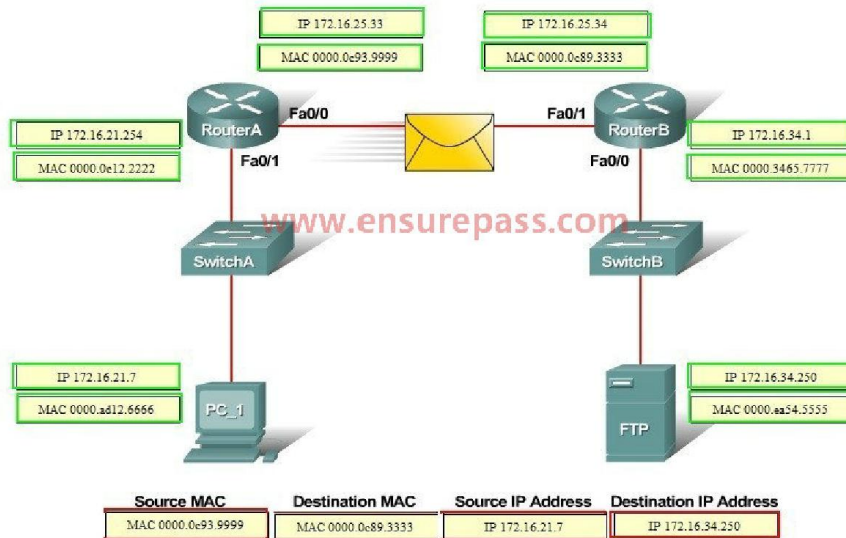 IP 172.16.25.33
IP 172.16.25.34
MAC 0000.0c93.9999
MAC 0000.0c89.3333
Fa0/0
Fa0/1
RouterA
RouterB
IP 172.16.21.254
IP 172.16.34.1
Fa0/1
Fa0/0
MAC 0000.0c12.2222
MAC 0000.3465.7777
www.ensurepass.com
SwitchA
SwitchB
IP 172.16.21.7
IP 172.16.34.250
MAC 0000.ad12.6666
MAC 0000.ea54.5555
PC_1
FTP
Source MAC
Destination MAC
Source IP Address
Destination IP Address
MAC 0000.0c93.9999
MAC 0000.0c89.3333
IP 172.16.21.7
IP 172.16.34.250